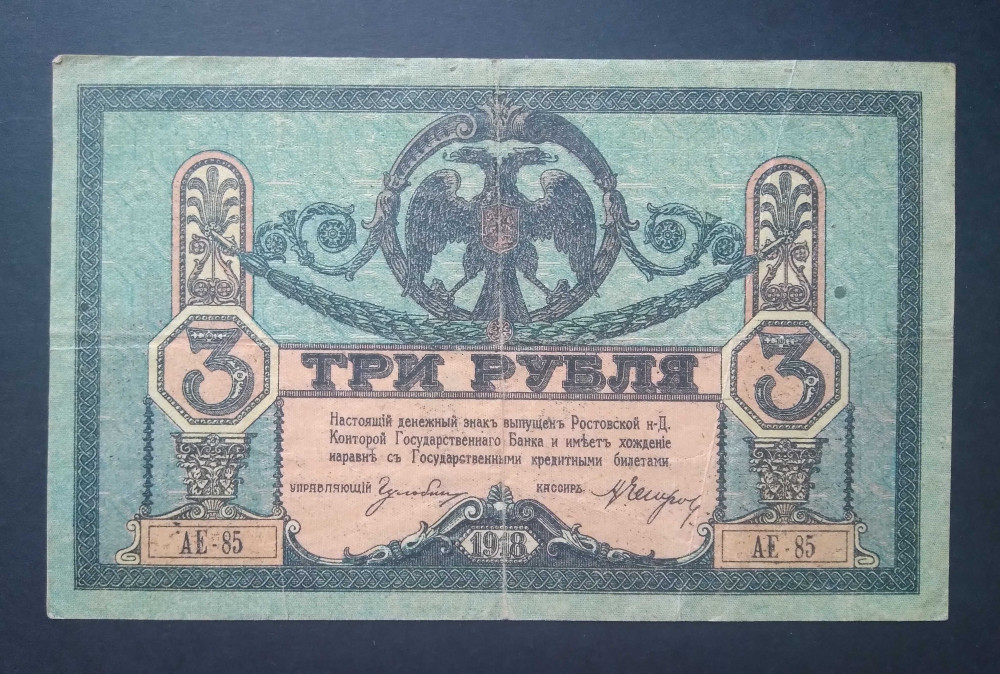 3
ТРИ РУБЛЯ
3
Настоящій денежный знакъ выпущенъ Ростовской н-Д.
Конторой Государственнаго Банка и имѣетъ хожденіе
наравнѣ съ Государственными кредитными билетами
УПРАВЛЯЮЩІЙ
КАССИРЪ
АЕ-85
1918
АЕ-85